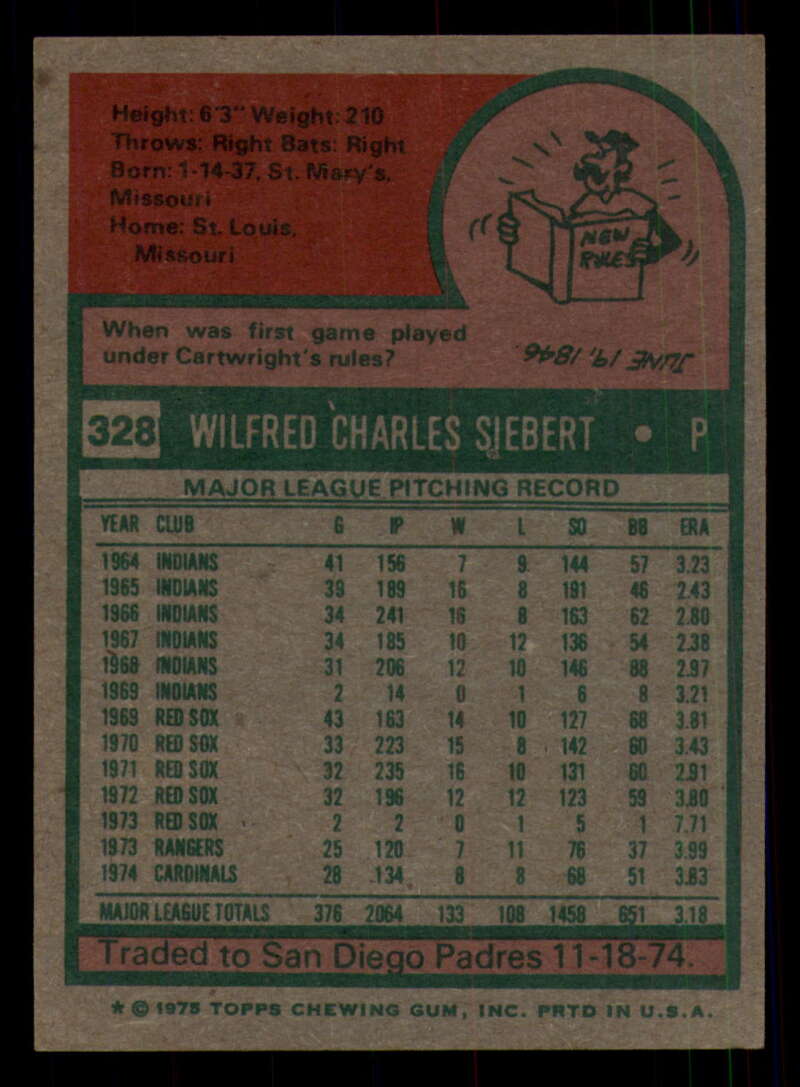 Height: 6'3" Weight: 210
Throws: Right Bats: Right
Born: 1-14-37, St. Mary's,
Missouri
Home: St. Louis,
Missouri
NEW
RULES
When was first game played
under Cartwright's rules?
JUNE 19, 1846
328 WILFRED CHARLES SIEBERT • P
MAJOR LEAGUE PITCHING RECORD
YEAR CLUB G IP W L SO BB ERA
1964 INDIANS 41 156 7 9 144 57 3.23
1965 INDIANS 39 189 16 8 191 46 2.43
1966 INDIANS 34 241 16 8 163 62 2.80
1967 INDIANS 34 185 10 12 136 54 2.38
1968 INDIANS 31 206 12 10 146 88 2.97
1969 INDIANS 2 14 0 1 6 8 3.21
1969 RED SOX 43 163 14 10 127 68 3.81
1970 RED SOX 33 223 15 8 142 60 3.43
1971 RED SOX 32 235 16 10 131 60 2.91
1972 RED SOX 32 196 12 12 123 59 3.80
1973 RED SOX 2 2 0 1 5 1 7.71
1973 RANGERS 25 120 7 11 76 37 3.99
1974 CARDINALS 28 134 8 8 68 51 3.83
MAJOR LEAGUE TOTALS 376 2064 133 108 1458 651 3.18
Traded to San Diego Padres 11-18-74.
* © 1975 TOPPS CHEWING GUM, INC. PRTD IN U.S.A.